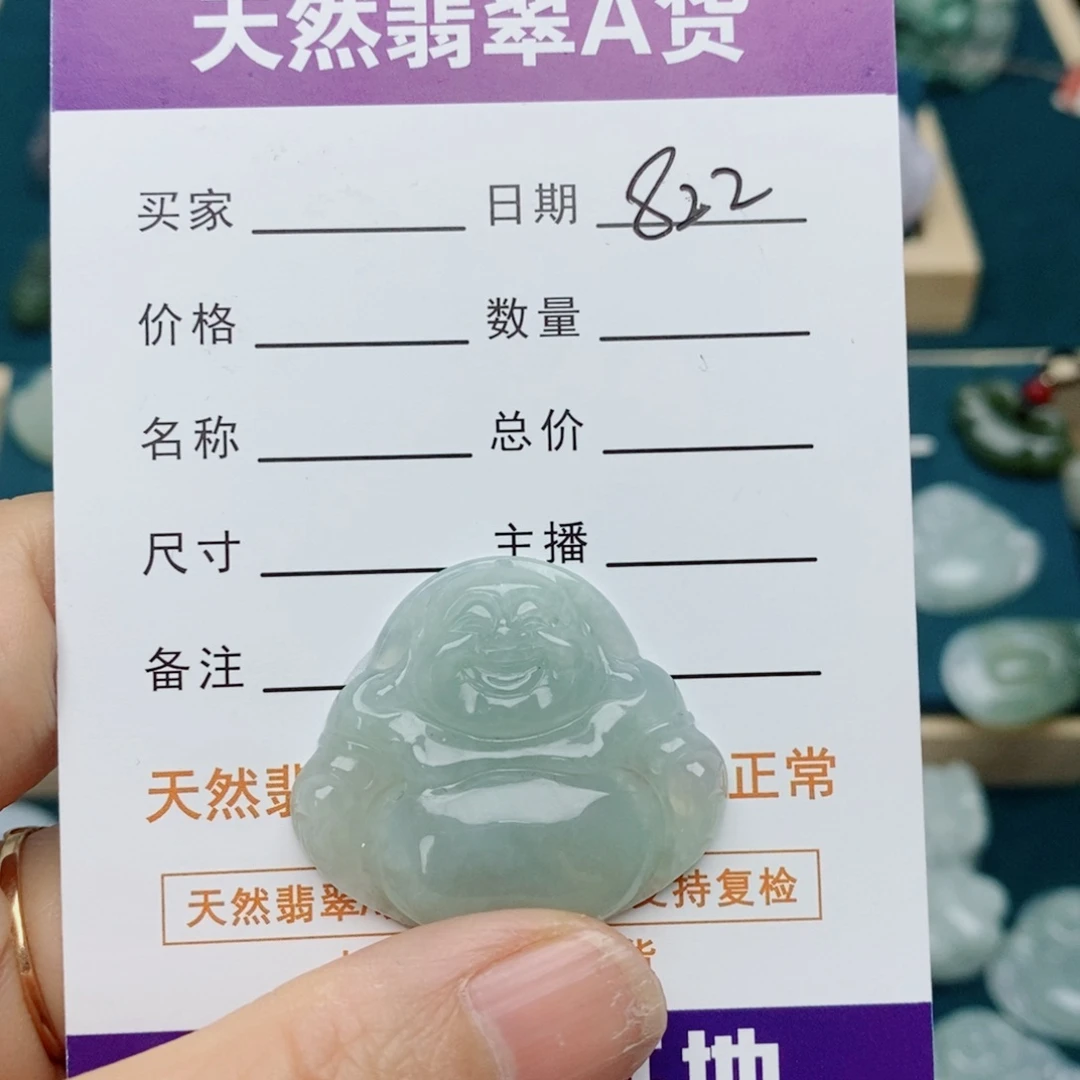 天然翡翠A货
买家 日期 822
价格 数量
名称 总价
尺寸 主播
备注
天然翡 正常
天然翡翠 持复检
地